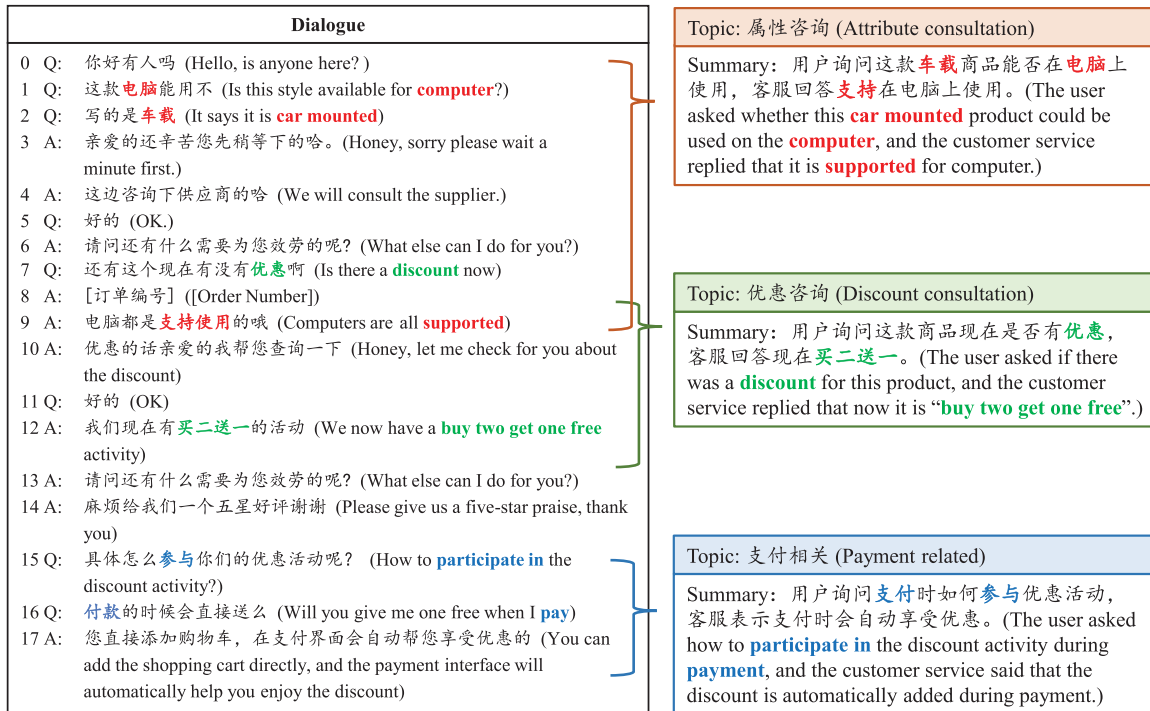 Dialogue
0 Q: 你好有人吗 (Hello, is anyone here? )
1 Q: 这款电脑能用不 (Is this style available for computer?)
2 Q: 写的是车载 (It says it is car mounted)
3 A: 亲爱的还辛苦您先稍等下的哈。(Honey, sorry please wait a
minute first.)
4 A: 这边咨询下供应商的哈 (We will consult the supplier.)
5 Q: 好的 (OK.)
6 A: 请问还有什么需要为您效劳的呢? (What else can I do for you?)
7 Q: 还有这个现在有没有优惠啊 (Is there a discount now)
8 A: [订单编号] ([Order Number])
9 A: 电脑都是支持使用的哦 (Computers are all supported)
10 A: 优惠的话亲爱的我帮您查询一下 (Honey, let me check for you about
the discount)
11 Q: 好的 (OK)
12 A: 我们现在有买二送一的活动 (We now have a buy two get one free
activity)
13 A: 请问还有什么需要为您效劳的呢? (What else can I do for you?)
14 A: 麻烦给我们一个五星好评谢谢 (Please give us a five-star praise, thank
you)
15 Q: 具体怎么参与你们的优惠活动呢? (How to participate in the
discount activity?)
16 Q: 付款的时候会直接送么 (Will you give me one free when I pay)
17 A: 您直接添加购物车，在支付界面会自动帮您享受优惠的 (You can
add the shopping cart directly, and the payment interface will
automatically help you enjoy the discount)
Topic: 属性咨询 (Attribute consultation)
Summary: 用户询问这款车载商品能否在电脑上
使用，客服回答支持在电脑上使用。(The user
asked whether this car mounted product could be
used on the computer, and the customer service
replied that it is supported for computer.)
Topic: 优惠咨询 (Discount consultation)
Summary: 用户询问这款商品现在是否有优惠，
客服回答现在买二送一。(The user asked if there
was a discount for this product, and the customer
service replied that now it is “buy two get one free”.)
Topic: 支付相关 (Payment related)
Summary: 用户询问支付时如何参与优惠活动，
客服表示支付时会自动享受优惠。(The user asked
how to participate in the discount activity during
payment, and the customer service said that the
discount is automatically added during payment.)